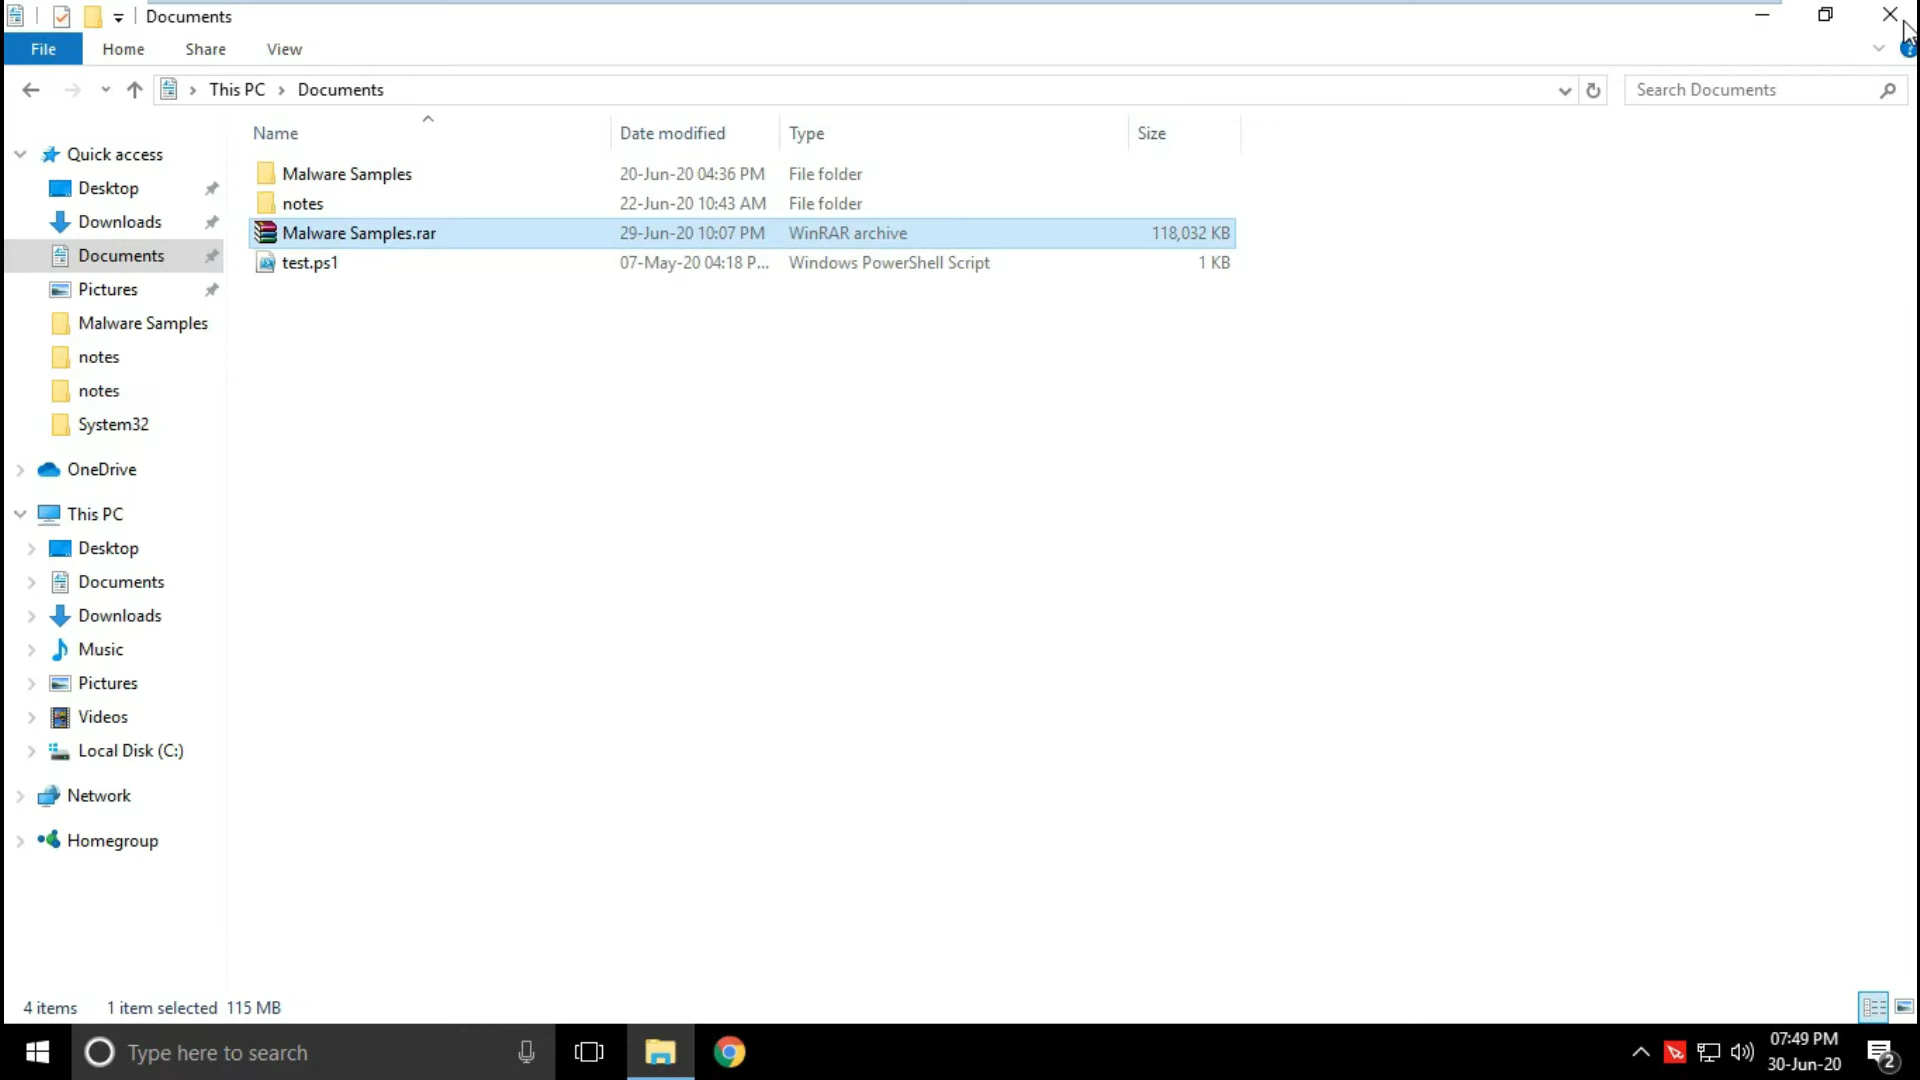 Documents
File Home Share View
This PC Documents Search Documents
Name Date modified Type Size
Malware Samples 20-Jun-20 04:36 PM File folder
notes 22-Jun-20 10:43 AM File folder
Malware Samples.rar 29-Jun-20 10:07 PM WinRAR archive 118,032 KB
test.ps1 07-May-20 04:18 P... Windows PowerShell Script 1 KB
Quick access
Desktop
Downloads
Documents
Pictures
Malware Samples
notes
notes
System32
OneDrive
This PC
Desktop
Documents
Downloads
Music
Pictures
Videos
Local Disk (C:)
Network
Homegroup
4 items 1 item selected 115 MB
Type here to search
07:49 PM
30-Jun-20
2